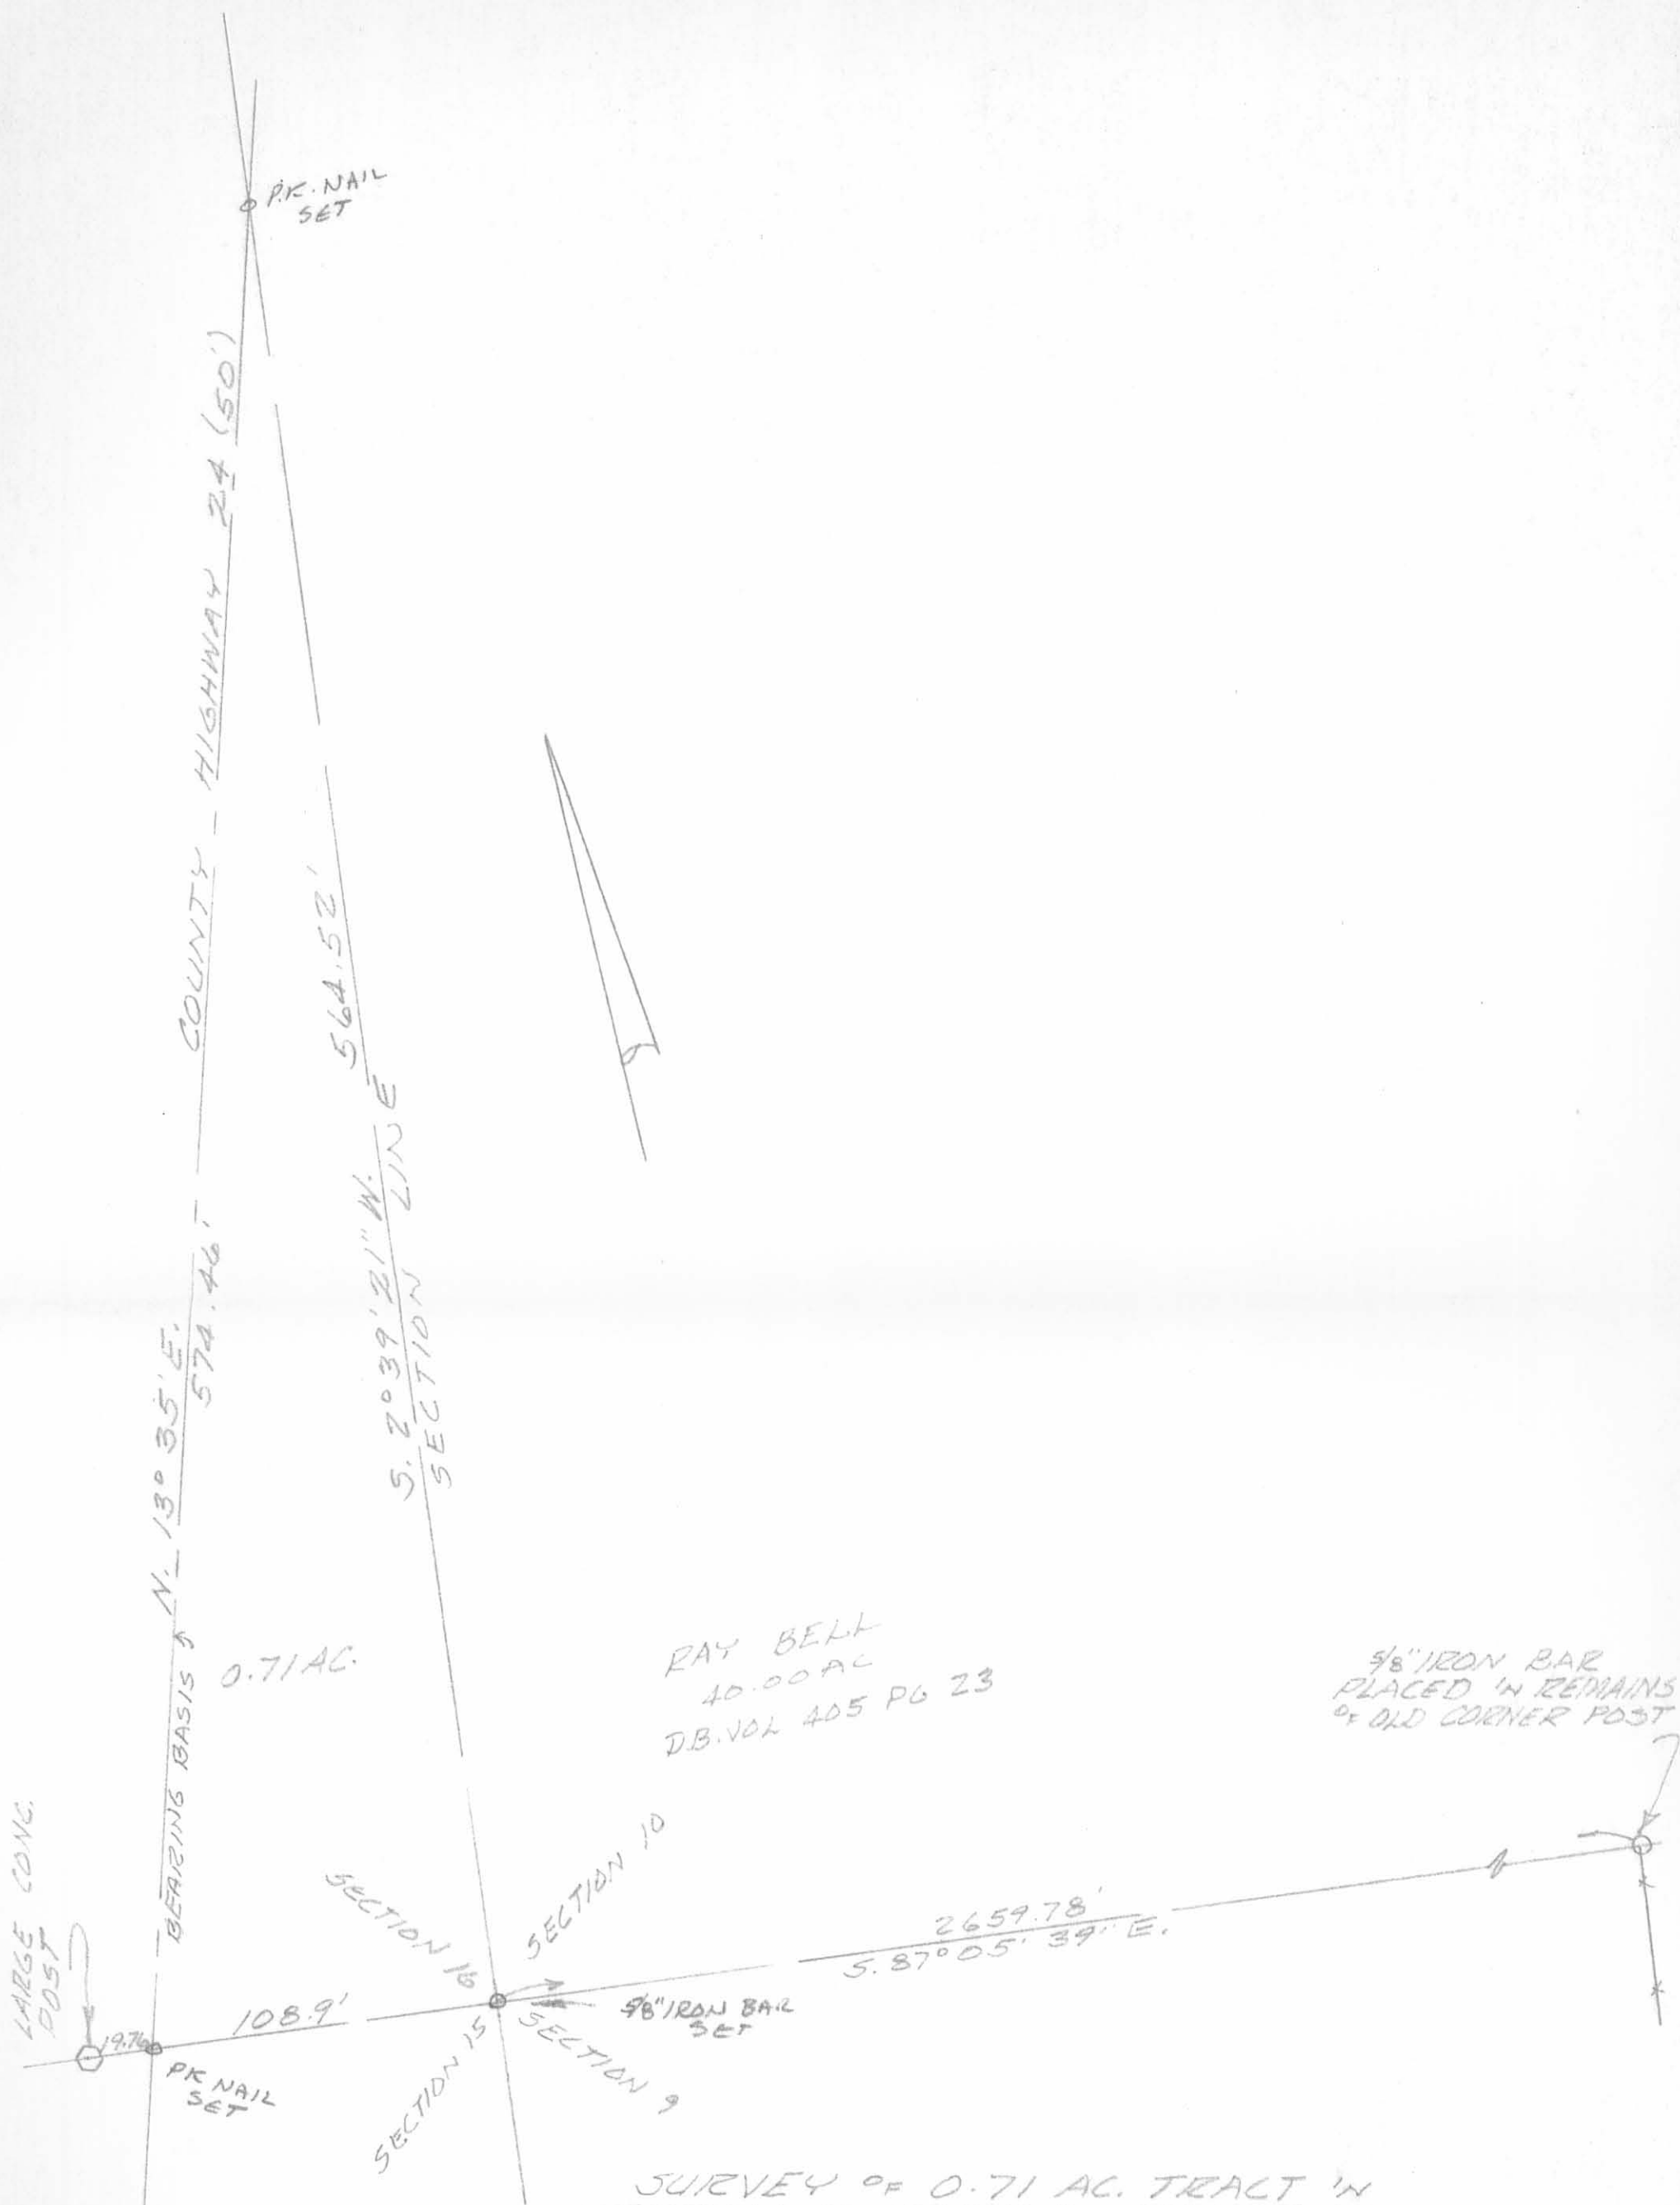 P.K. NAIL
SET
COUNTY HIGHWAY 24 (50')
N. 13° 35' E.
574.46'
BEARING BASIS
564.52'
S. 2° 39' 21" W.
SECTION LINE
0.71 AC.
RAY BELL
40.00 AC
D.B. VOL 405 PG 23
5/8" IRON BAR
PLACED IN REMAINS
OF OLD CORNER POST
LARGE CONC.
POST
SECTION 16
SECTION 10
SECTION 15
SECTION 9
2659.78'
S. 87° 05' 39" E.
108.9'
19.76
5/8" IRON BAR
SET
PK NAIL
SET
SURVEY OF 0.71 AC. TRACT IN